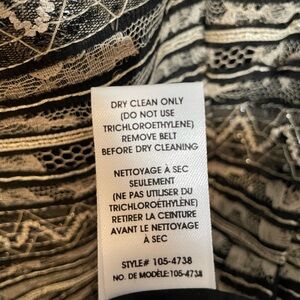 DRY CLEAN ONLY
(DO NOT USE
TRICHLOROETHYLENE)
REMOVE BELT
BEFORE DRY CLEANING
NETTOYAGE À SEC
SEULEMENT
(NE PAS UTILISER DU
TRICHLOROÉTHYLÈNE)
RETIRER LA CEINTURE
AVANT LE NETTOYAGE
À SEC
STYLE# 105-4738
NO. DE MODÈLE:105-4738